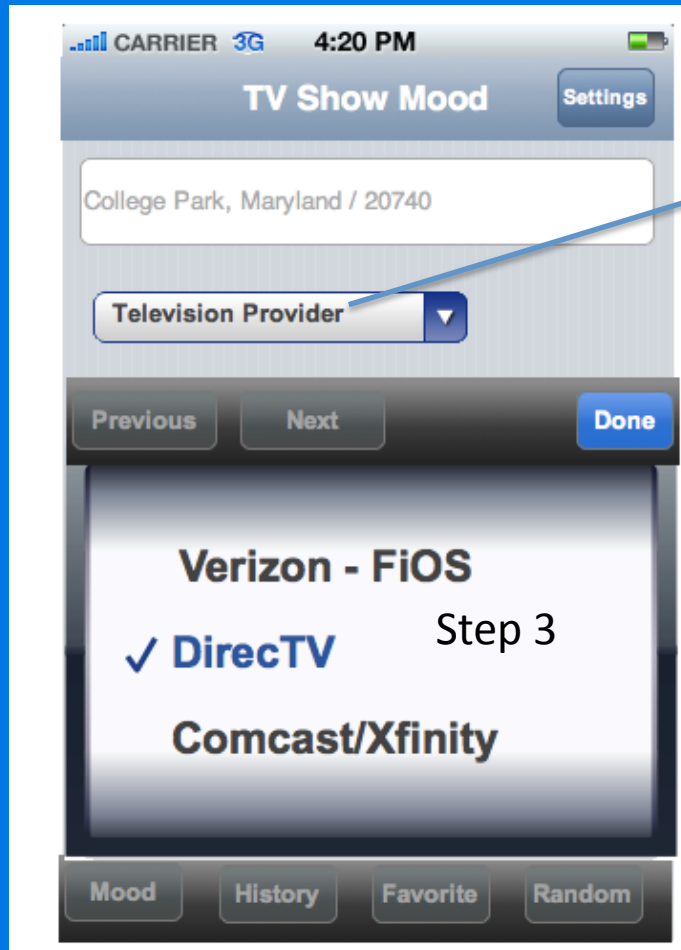 CARRIER 3G 4:20 PM
TV Show Mood Settings
College Park, Maryland / 20740
Television Provider
Previous Next Done
Verizon - FiOS
Step 3
✓ DirecTV
Comcast/Xfinity
Mood History Favorite Random